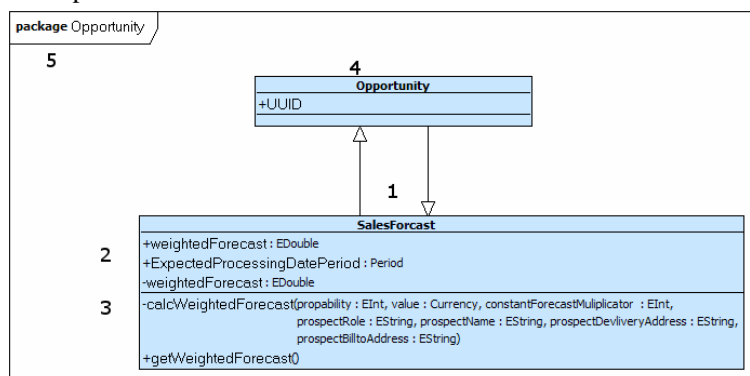 package Opportunity
5
4
Opportunity
+UUID
1
SalesForcast
2
+weightedForecast : EDouble
+ExpectedProcessingDatePeriod : Period
-weightedForecast : EDouble
3
-calcWeightedForecast(propability : EInt, value : Currency, constantForecastMuliplicator : EInt,
prospectRole : EString, prospectName : EString, prospectDevliveryAddress : EString,
prospectBilltoAddress : EString)
+getWeightedForecast()